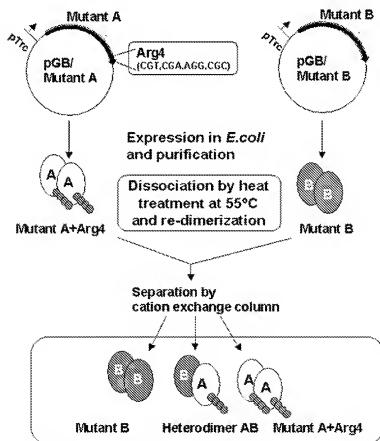 Mutant A
pTrc
pGB/
Mutant A
Arg4
(CGT,CGA,AGG,CGC)
Mutant B
pTrc
pGB/
Mutant B
Expression in E.coli
and purification
A
A
Mutant A+Arg4
Dissociation by heat
treatment at 55°C
and re-dimerization
B
B
Mutant B
Separation by
cation exchange column
B
B
Mutant B
B
A
Heterodimer AB
A
A
Mutant A+Arg4